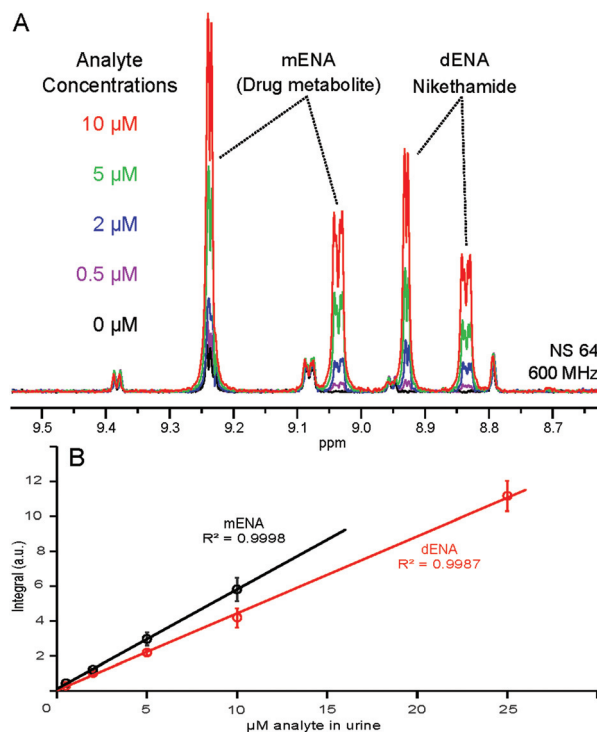 A
Analyte
Concentrations
10 µM
5 µM
2 µM
0.5 µM
0 µM
mENA
(Drug metabolite)
dENA
Nikethamide
NS 64
600 MHz
9.5 9.4 9.3 9.2 9.1 9.0 8.9 8.8 8.7
ppm
B
12
10
8
6
4
2
Integral (a.u.)
mENA
R² = 0.9998
dENA
R² = 0.9987
0 5 10 15 20 25
µM analyte in urine